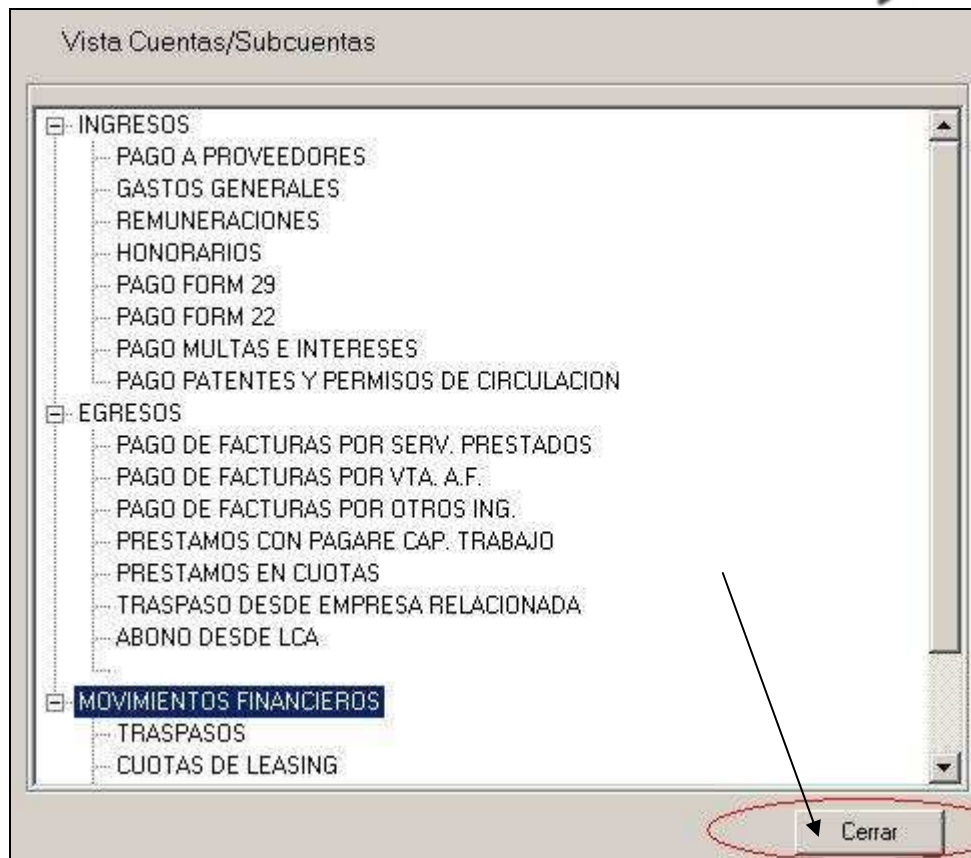 Vista Cuentas/Subcuentas
INGRESOS
PAGO A PROVEEDORES
GASTOS GENERALES
REMUNERACIONES
HONORARIOS
PAGO FORM 29
PAGO FORM 22
PAGO MULTAS E INTERESES
PAGO PATENTES Y PERMISOS DE CIRCULACION
EGRESOS
PAGO DE FACTURAS POR SERV. PRESTADOS
PAGO DE FACTURAS POR VTA. A.F.
PAGO DE FACTURAS POR OTROS ING.
PRESTAMOS CON PAGARE CAP. TRABAJO
PRESTAMOS EN CUOTAS
TRASPASO DESDE EMPRESA RELACIONADA
ABONO DESDE LCA
MOVIMIENTOS FINANCIEROS
TRASPASOS
CUOTAS DE LEASING
Cerrar